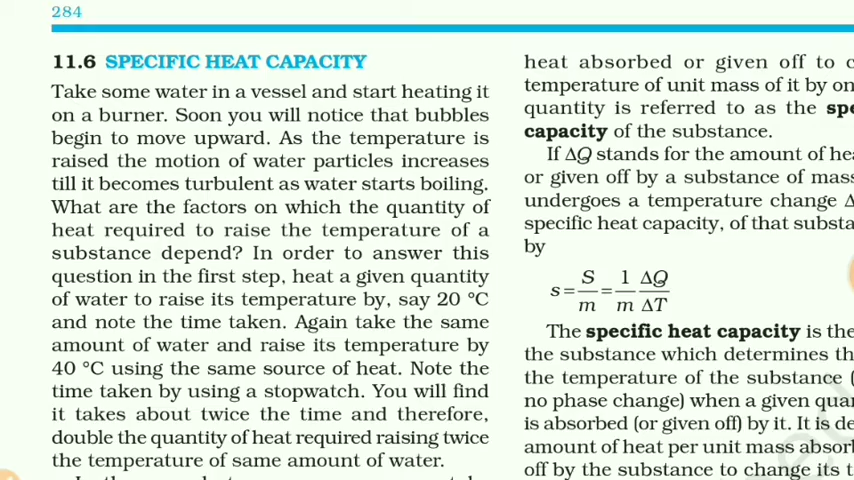 284
11.6 SPECIFIC HEAT CAPACITY
Take some water in a vessel and start heating it
on a burner. Soon you will notice that bubbles
begin to move upward. As the temperature is
raised the motion of water particles increases
till it becomes turbulent as water starts boiling.
What are the factors on which the quantity of
heat required to raise the temperature of a
substance depend? In order to answer this
question in the first step, heat a given quantity
of water to raise its temperature by, say 20 °C
and note the time taken. Again take the same
amount of water and raise its temperature by
40 °C using the same source of heat. Note the
time taken by using a stopwatch. You will find
it takes about twice the time and therefore,
double the quantity of heat required raising twice
the temperature of same amount of water.
heat absorbed or given off to
temperature of unit mass of it by
quantity is referred to as the
capacity of the substance.
If ΔQ stands for the amount of
or given off by a substance of
undergoes a temperature change
specific heat capacity, of that
by
s = S/m = 1/m ΔQ/ΔT
The specific heat capacity is the
the substance which determines
the temperature of the substance
no phase change) when a given
is absorbed (or given off) by it. It is
amount of heat per unit mass
off by the substance to change its